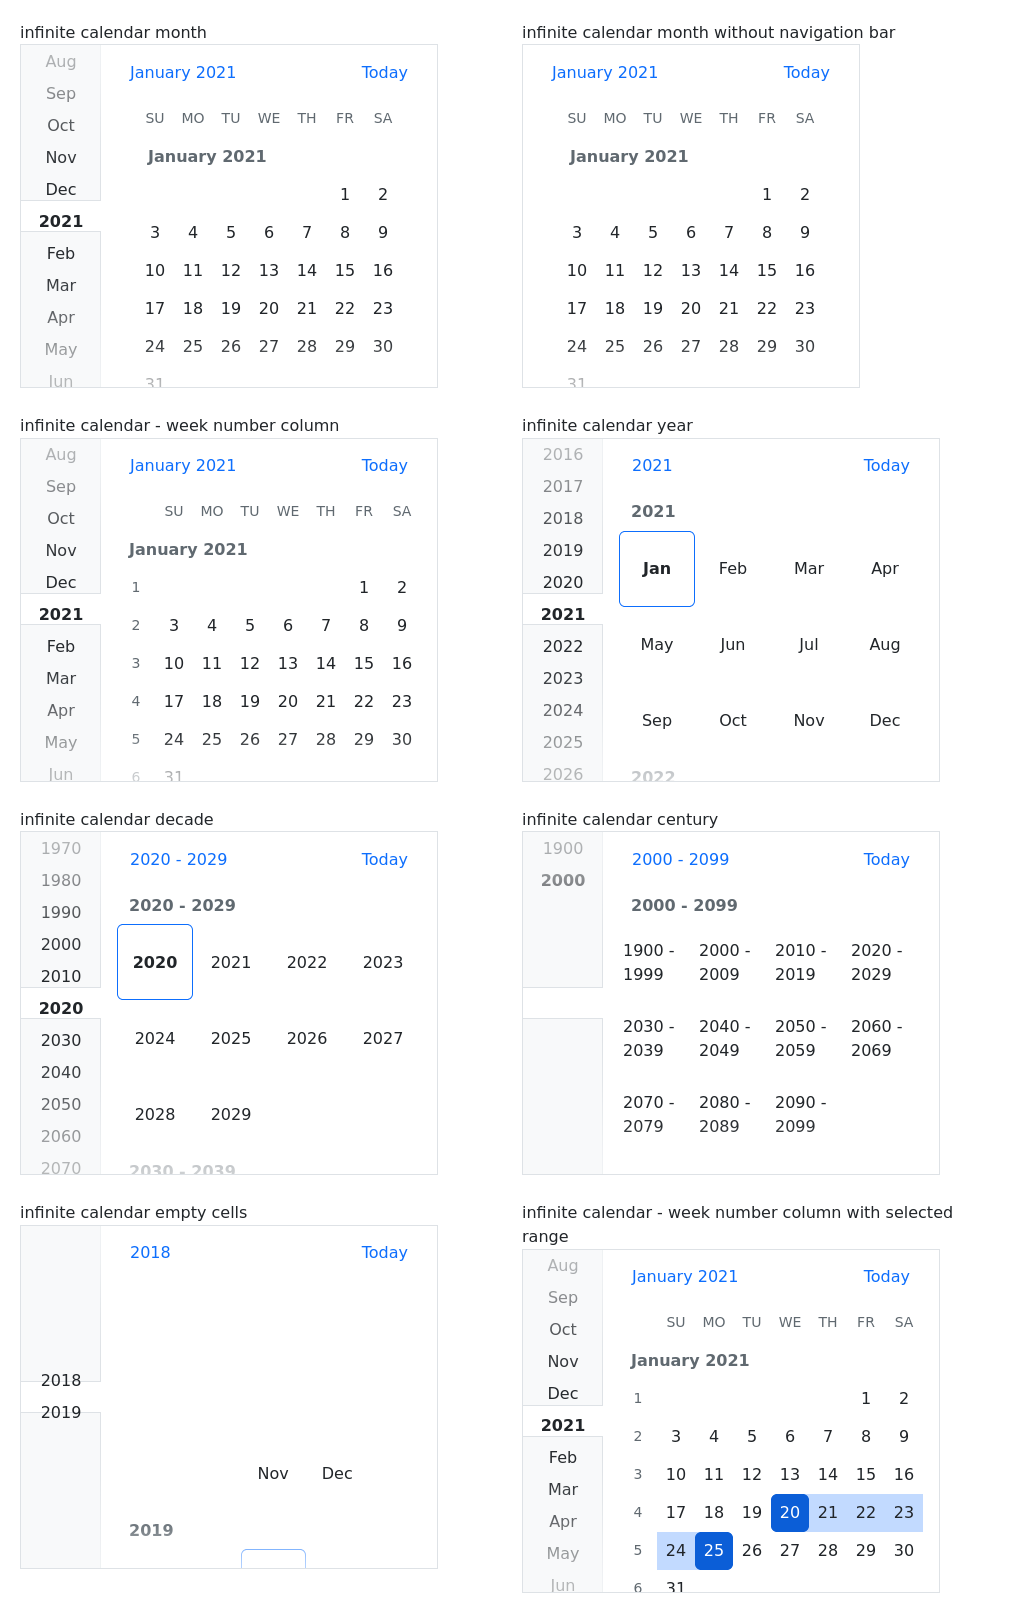 infinite calendar month
Aug
Sep
Oct
Nov
Dec
2021
Feb
Mar
Apr
May
Jun
January 2021 Today
SU MO TU WE TH FR SA
January 2021
1 2
3 4 5 6 7 8 9
10 11 12 13 14 15 16
17 18 19 20 21 22 23
24 25 26 27 28 29 30
31
infinite calendar month without navigation bar
January 2021 Today
SU MO TU WE TH FR SA
January 2021
1 2
3 4 5 6 7 8 9
10 11 12 13 14 15 16
17 18 19 20 21 22 23
24 25 26 27 28 29 30
31
infinite calendar - week number column
Aug
Sep
Oct
Nov
Dec
2021
Feb
Mar
Apr
May
Jun
January 2021 Today
SU MO TU WE TH FR SA
January 2021
1 1 2
2 3 4 5 6 7 8 9
3 10 11 12 13 14 15 16
4 17 18 19 20 21 22 23
5 24 25 26 27 28 29 30
6 31
infinite calendar year
2016
2017
2018
2019
2020
2021
2022
2023
2024
2025
2026
2021 Today
2021
Jan Feb Mar Apr
May Jun Jul Aug
Sep Oct Nov Dec
2022
infinite calendar decade
1970
1980
1990
2000
2010
2020
2030
2040
2050
2060
2070
2020 - 2029 Today
2020 - 2029
2020 2021 2022 2023
2024 2025 2026 2027
2028 2029
2030 - 2039
infinite calendar century
1900
2000
2000 - 2099 Today
2000 - 2099
1900 - 2000 - 2010 - 2020 -
1999 2009 2019 2029
2030 - 2040 - 2050 - 2060 -
2039 2049 2059 2069
2070 - 2080 - 2090 -
2079 2089 2099
infinite calendar empty cells
2018
2019
2018 Today
Nov Dec
2019
infinite calendar - week number column with selected
range
Aug
Sep
Oct
Nov
Dec
2021
Feb
Mar
Apr
May
Jun
January 2021 Today
SU MO TU WE TH FR SA
January 2021
1 1 2
2 3 4 5 6 7 8 9
3 10 11 12 13 14 15 16
4 17 18 19 20 21 22 23
5 24 25 26 27 28 29 30
6 31